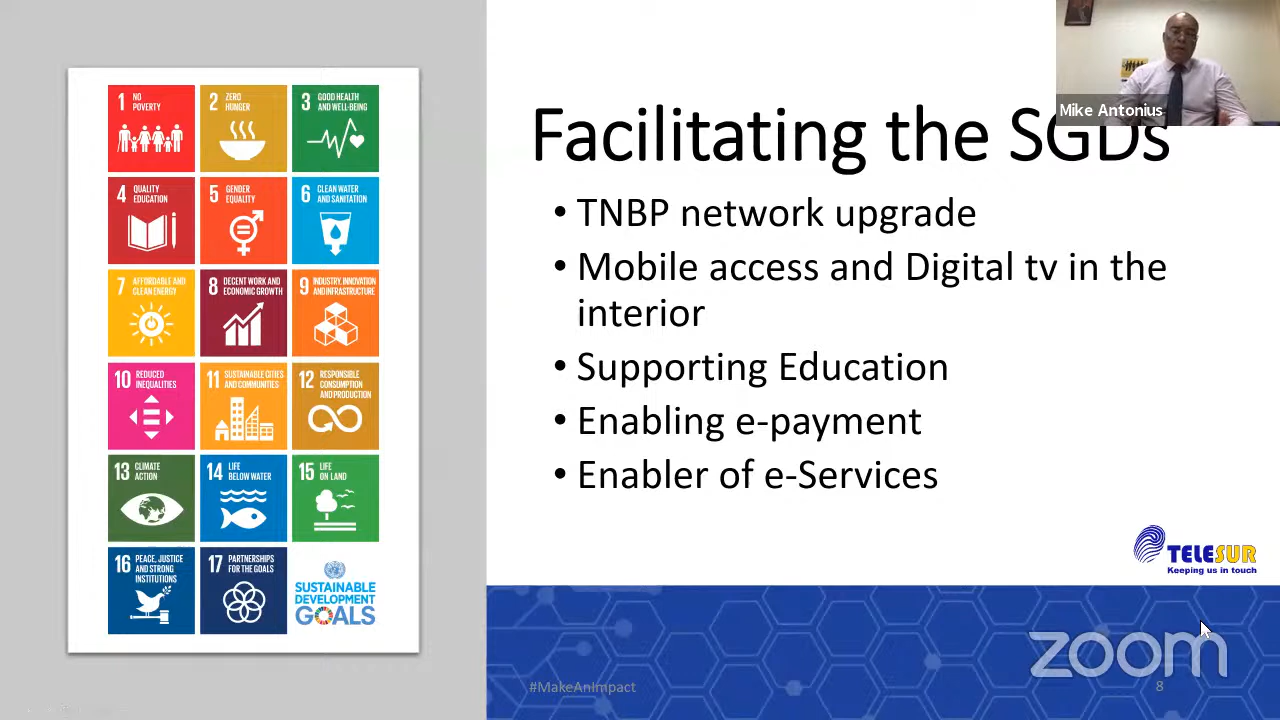 1 NO POVERTY
2 ZERO HUNGER
3 GOOD HEALTH AND WELL-BEING
4 QUALITY EDUCATION
5 GENDER EQUALITY
6 CLEAN WATER AND SANITATION
7 AFFORDABLE AND CLEAN ENERGY
8 DECENT WORK AND ECONOMIC GROWTH
9 INDUSTRY, INNOVATION AND INFRASTRUCTURE
10 REDUCED INEQUALITIES
11 SUSTAINABLE CITIES AND COMMUNITIES
12 RESPONSIBLE CONSUMPTION AND PRODUCTION
13 CLIMATE ACTION
14 LIFE BELOW WATER
15 LIFE ON LAND
16 PEACE, JUSTICE AND STRONG INSTITUTIONS
17 PARTNERSHIPS FOR THE GOALS
SUSTAINABLE
DEVELOPMENT
GOALS
Mike Antonius
Facilitating the SGDs
• TNBP network upgrade
• Mobile access and Digital tv in the
interior
• Supporting Education
• Enabling e-payment
• Enabler of e-Services
TELESUR
Keeping us in touch
zoom
#MakeAnImpact
8